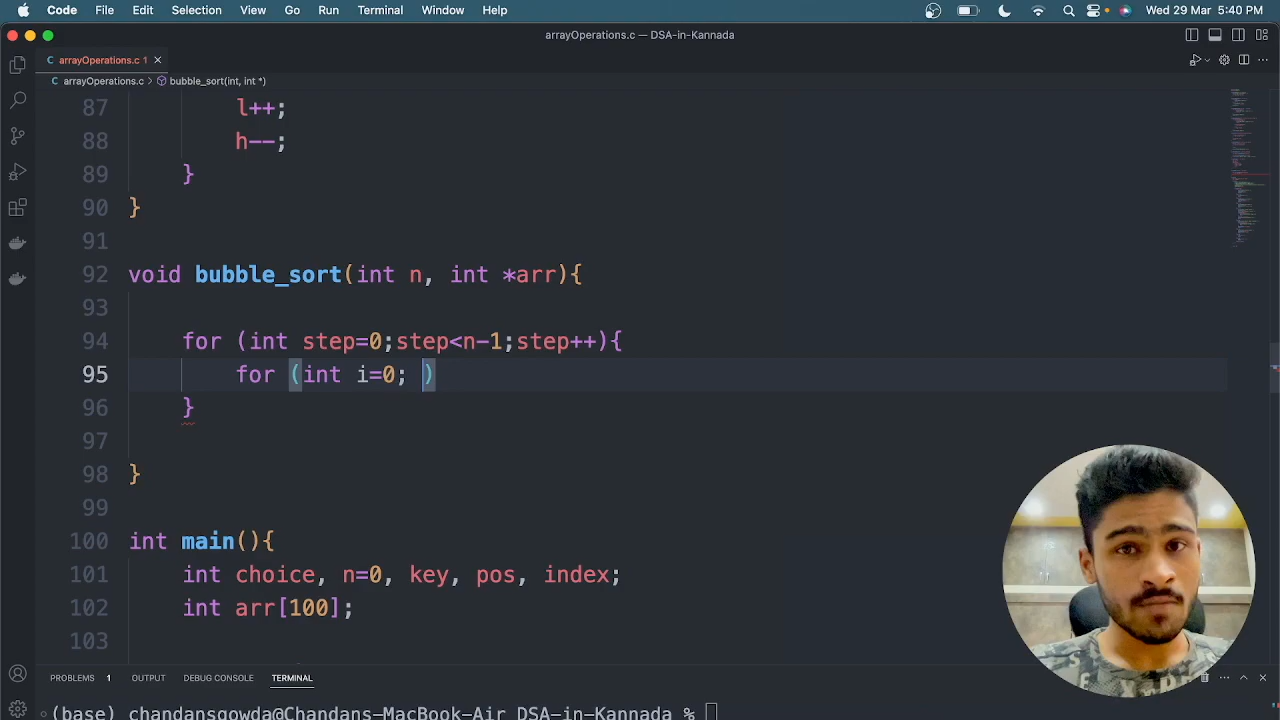 Code File Edit Selection View Go Run Terminal Window Help Wed 29 Mar 5:40 PM
arrayOperations.c — DSA-in-Kannada
arrayOperations.c 1
arrayOperations.c > bubble_sort(int, int *)
87 l++;
88 h--;
89 }
90 }
91
92 void bubble_sort(int n, int *arr){
93
94 for (int step=0;step<n-1;step++){
95 for (int i=0; )
96 }
97
98 }
99
100 int main(){
101 int choice, n=0, key, pos, index;
102 int arr[100];
103
PROBLEMS 1 OUTPUT DEBUG CONSOLE TERMINAL
(base) chandansgowda@Chandans-MacBook-Air DSA-in-Kannada %